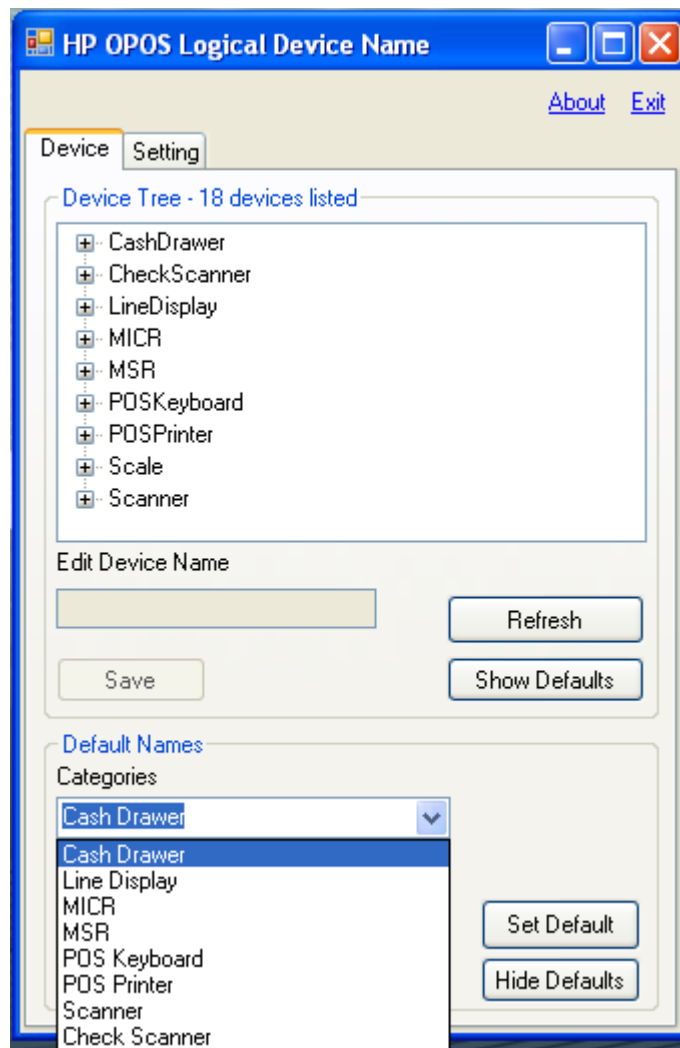 HP OPOS Logical Device Name
About Exit
Device Setting
Device Tree - 18 devices listed
CashDrawer
CheckScanner
LineDisplay
MICR
MSR
POSKeyboard
POSPrinter
Scale
Scanner
Edit Device Name
Refresh
Save Show Defaults
Default Names
Categories
Cash Drawer
Cash Drawer
Line Display
MICR
MSR
POS Keyboard
POS Printer
Scanner
Check Scanner
Set Default
Hide Defaults